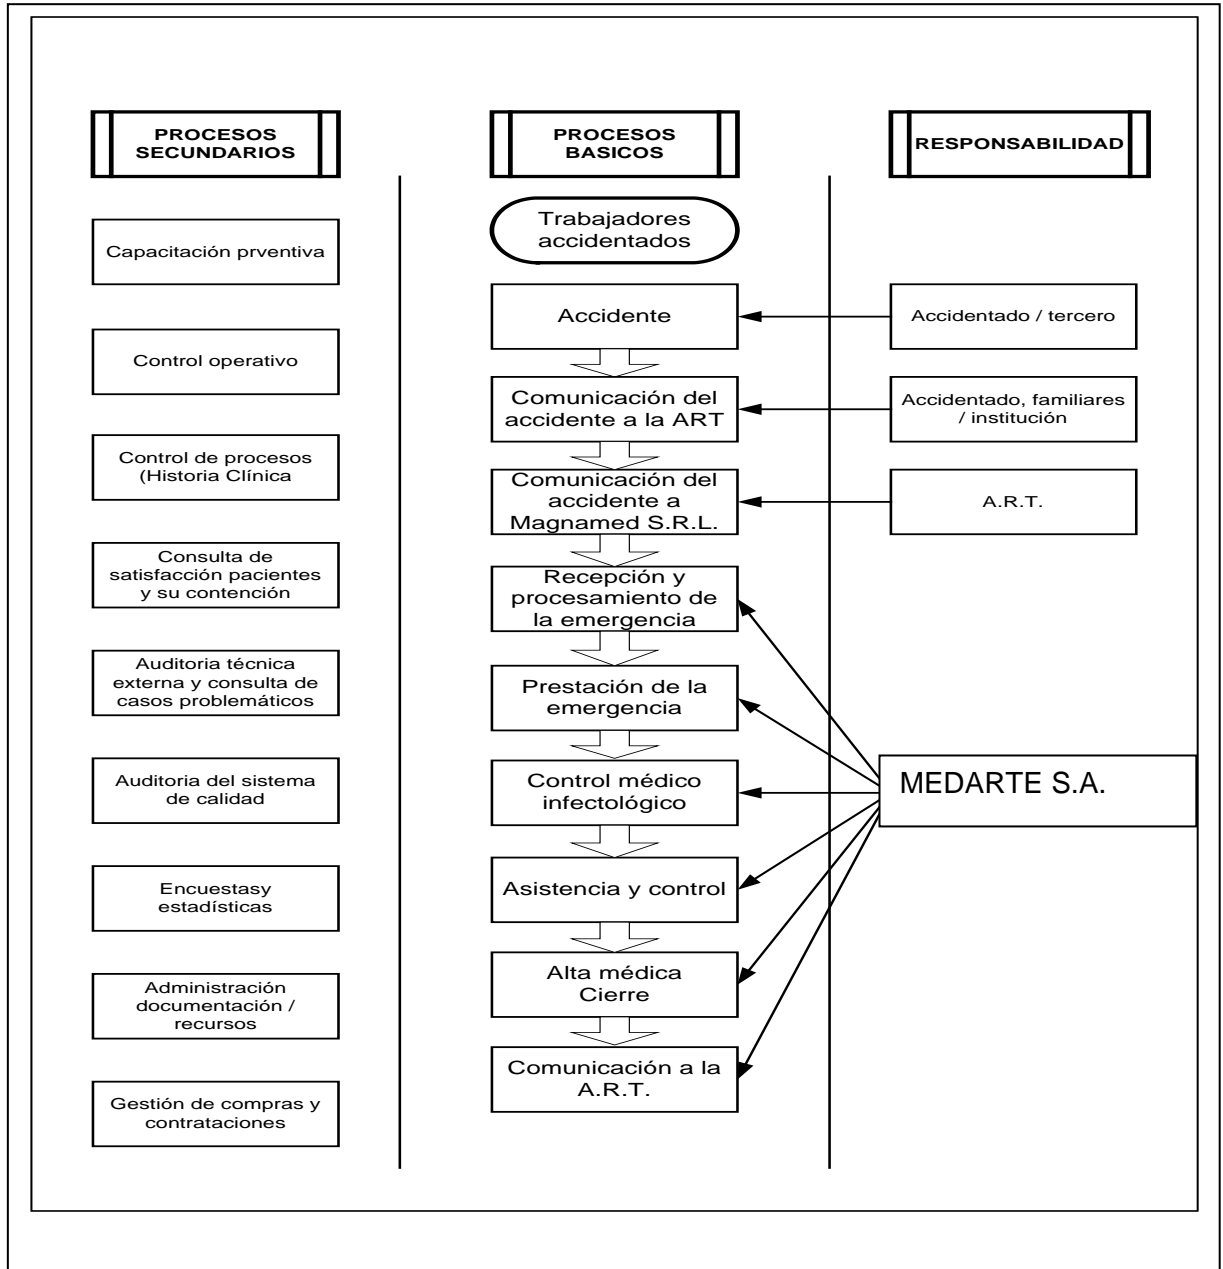 PROCESOS
SECUNDARIOS
Capacitación prventiva
Control operativo
Control de procesos
(Historia Clínica
Consulta de
satisfacción pacientes
y su contención
Auditoria técnica
externa y consulta de
casos problemáticos
Auditoria del sistema
de calidad
Encuestasy
estadísticas
Administración
documentación /
recursos
Gestión de compras y
contrataciones
PROCESOS
BASICOS
Trabajadores
accidentados
Accidente
Comunicación del
accidente a la ART
Comunicación del
accidente a
Magnamed S.R.L.
Recepción y
procesamiento de
la emergencia
Prestación de la
emergencia
Control médico
infectológico
Asistencia y control
Alta médica
Cierre
Comunicación a la
A.R.T.
RESPONSABILIDAD
Accidentado / tercero
Accidentado, familiares
/ institución
A.R.T.
MEDARTE S.A.